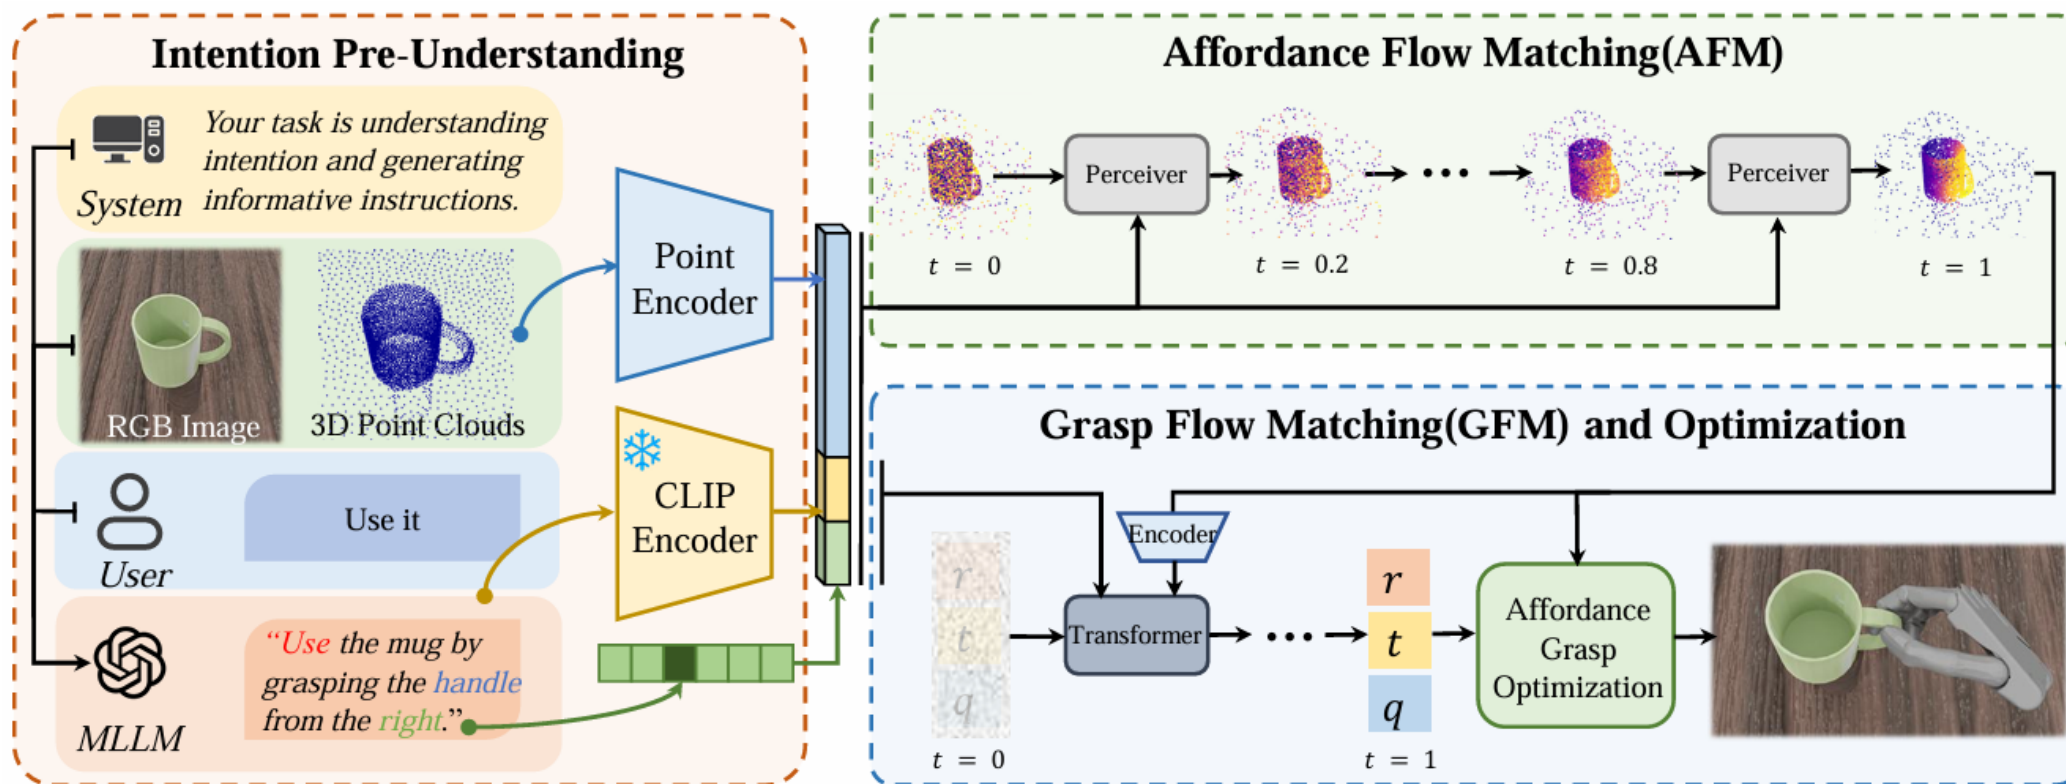 Intention Pre-Understanding
System
Your task is understanding
intention and generating
informative instructions.
RGB Image
3D Point Clouds
User
Use it
MLLM
“Use the mug by
grasping the handle
from the right.”
Point
Encoder
CLIP
Encoder
Affordance Flow Matching(AFM)
Perceiver
Perceiver
t = 0
t = 0.2
t = 0.8
t = 1
Grasp Flow Matching(GFM) and Optimization
r
t
q
t = 0
Encoder
Transformer
r
t
q
t = 1
Affordance
Grasp
Optimization